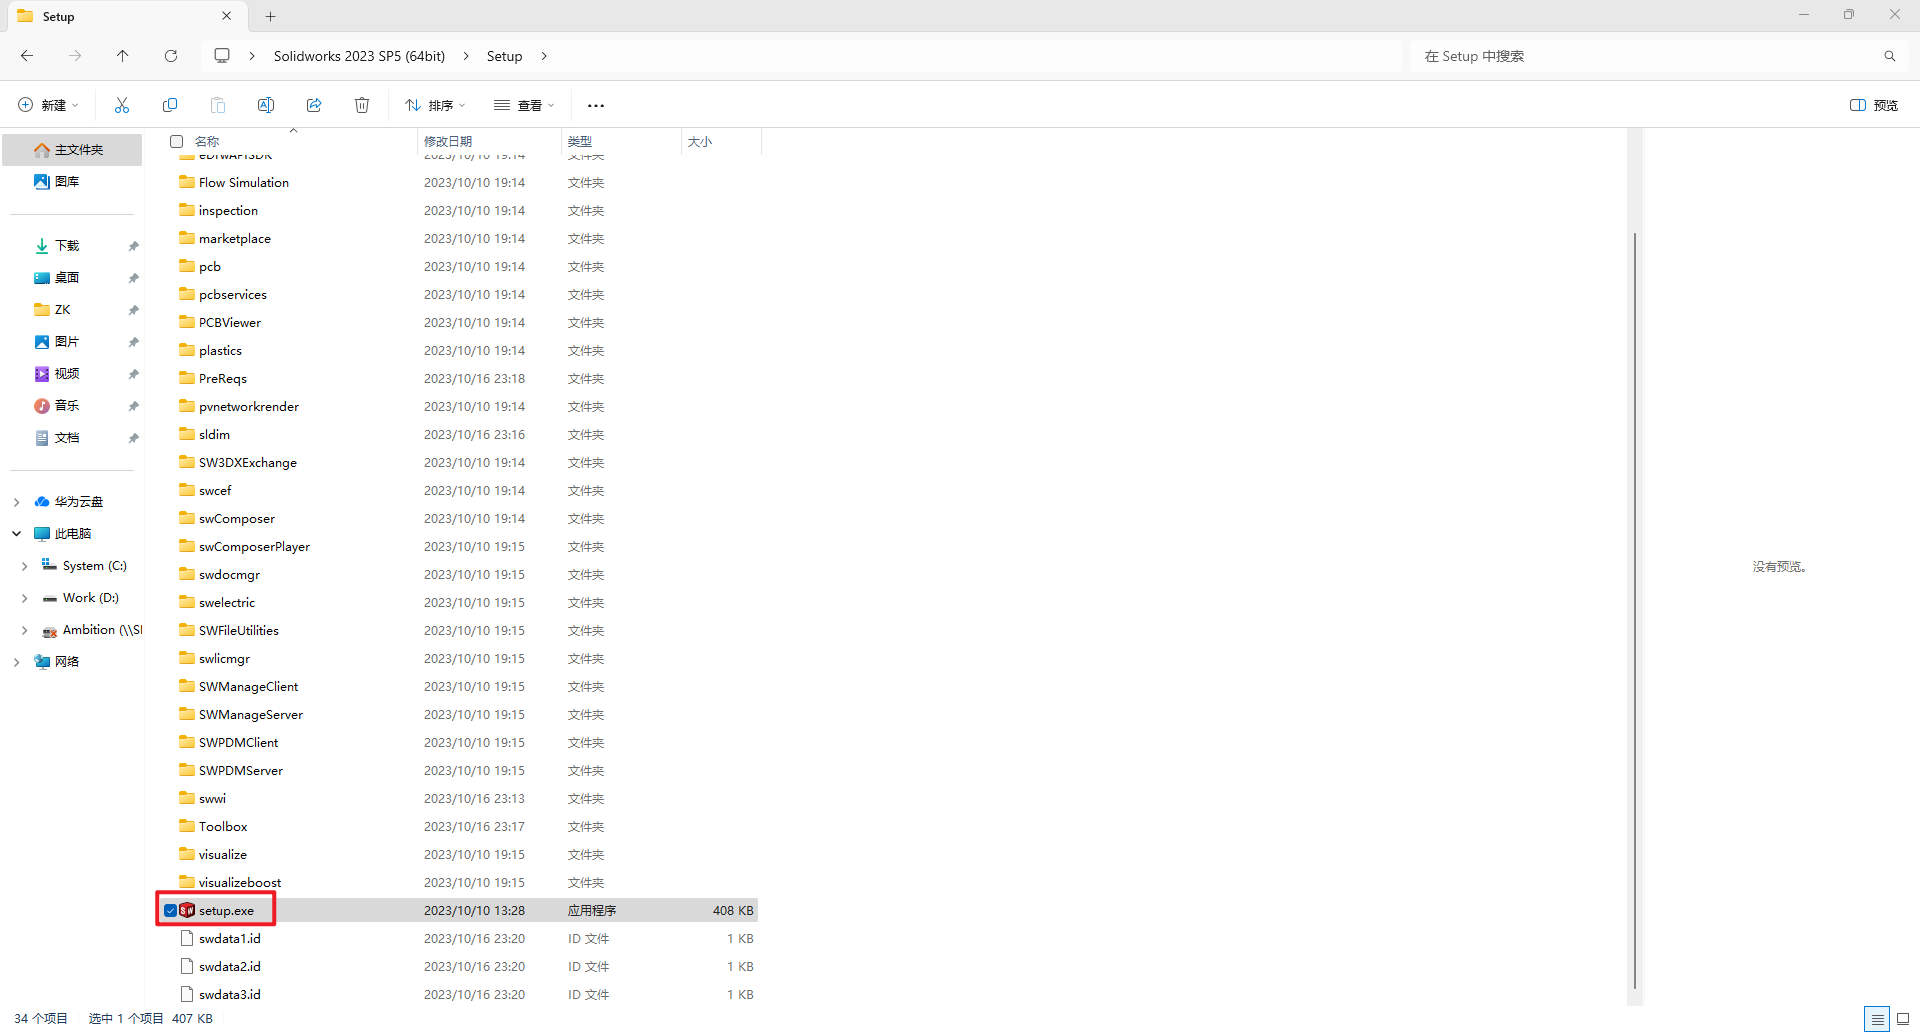 Setup
Solidworks 2023 SP5 (64bit) Setup
在 Setup 中搜索
新建 排序 查看 预览
名称 修改日期 类型 大小
主文件夹
图库
下载
桌面
ZK
图片
视频
音乐
文档
华为云盘
此电脑
System (C:)
Work (D:)
Ambition (\\SI
网络
eDrwAPISDK 2023/10/10 19:14 文件夹
Flow Simulation 2023/10/10 19:14 文件夹
inspection 2023/10/10 19:14 文件夹
marketplace 2023/10/10 19:14 文件夹
pcb 2023/10/10 19:14 文件夹
pcbservices 2023/10/10 19:14 文件夹
PCBViewer 2023/10/10 19:14 文件夹
plastics 2023/10/10 19:14 文件夹
PreReqs 2023/10/16 23:18 文件夹
pvnetworkrender 2023/10/10 19:14 文件夹
sldim 2023/10/16 23:16 文件夹
SW3DXExchange 2023/10/10 19:14 文件夹
swcef 2023/10/10 19:14 文件夹
swComposer 2023/10/10 19:14 文件夹
swComposerPlayer 2023/10/10 19:15 文件夹
swdocmgr 2023/10/10 19:15 文件夹
swelectric 2023/10/10 19:15 文件夹
SWFileUtilities 2023/10/10 19:15 文件夹
swlicmgr 2023/10/10 19:15 文件夹
SWManageClient 2023/10/10 19:15 文件夹
SWManageServer 2023/10/10 19:15 文件夹
SWPDMClient 2023/10/10 19:15 文件夹
SWPDMServer 2023/10/10 19:15 文件夹
swwi 2023/10/16 23:13 文件夹
Toolbox 2023/10/16 23:17 文件夹
visualize 2023/10/10 19:15 文件夹
visualizeboost 2023/10/10 19:15 文件夹
setup.exe 2023/10/10 13:28 应用程序 408 KB
swdata1.id 2023/10/16 23:20 ID 文件 1 KB
swdata2.id 2023/10/16 23:20 ID 文件 1 KB
swdata3.id 2023/10/16 23:20 ID 文件 1 KB
没有预览。
34 个项目 选中 1 个项目 407 KB